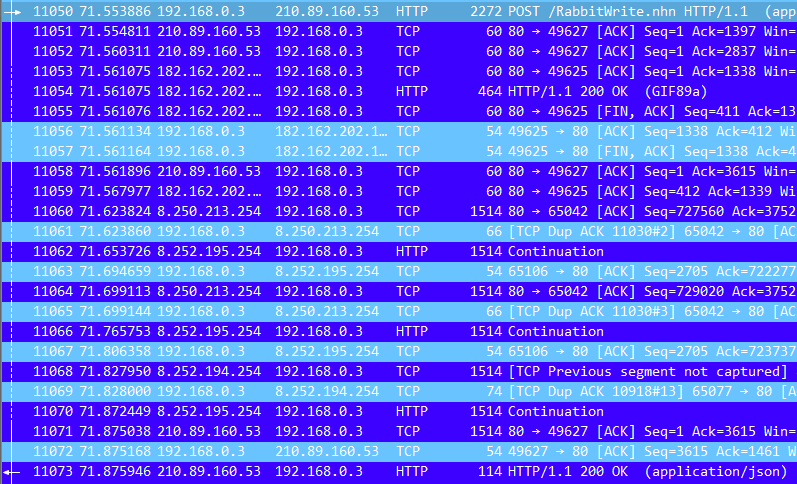 11050 71.553886 192.168.0.3 210.89.160.53 HTTP 2272 POST /RabbitWrite.nhn HTTP/1.1 (app
11051 71.554811 210.89.160.53 192.168.0.3 TCP 60 80 → 49627 [ACK] Seq=1 Ack=1397 Win=
11052 71.560311 210.89.160.53 192.168.0.3 TCP 60 80 → 49627 [ACK] Seq=1 Ack=2837 Win=
11053 71.561075 182.162.202.… 192.168.0.3 TCP 60 80 → 49625 [ACK] Seq=1 Ack=1338 Win=
11054 71.561075 182.162.202.… 192.168.0.3 HTTP 464 HTTP/1.1 200 OK (GIF89a)
11055 71.561076 182.162.202.… 192.168.0.3 TCP 60 80 → 49625 [FIN, ACK] Seq=411 Ack=13
11056 71.561134 192.168.0.3 182.162.202.1… TCP 54 49625 → 80 [ACK] Seq=1338 Ack=412 Wi
11057 71.561164 192.168.0.3 182.162.202.1… TCP 54 49625 → 80 [FIN, ACK] Seq=1338 Ack=4
11058 71.561896 210.89.160.53 192.168.0.3 TCP 60 80 → 49627 [ACK] Seq=1 Ack=3615 Win=
11059 71.567977 182.162.202.… 192.168.0.3 TCP 60 80 → 49625 [ACK] Seq=412 Ack=1339 Wi
11060 71.623824 8.250.213.254 192.168.0.3 TCP 1514 80 → 65042 [ACK] Seq=727560 Ack=3752
11061 71.623860 192.168.0.3 8.250.213.254 TCP 66 [TCP Dup ACK 11030#2] 65042 → 80 [AC
11062 71.653726 8.252.195.254 192.168.0.3 HTTP 1514 Continuation
11063 71.694659 192.168.0.3 8.252.195.254 TCP 54 65106 → 80 [ACK] Seq=2705 Ack=722277
11064 71.699113 8.250.213.254 192.168.0.3 TCP 1514 80 → 65042 [ACK] Seq=729020 Ack=3752
11065 71.699144 192.168.0.3 8.250.213.254 TCP 66 [TCP Dup ACK 11030#3] 65042 → 80 [AC
11066 71.765753 8.252.195.254 192.168.0.3 HTTP 1514 Continuation
11067 71.806358 192.168.0.3 8.252.195.254 TCP 54 65106 → 80 [ACK] Seq=2705 Ack=723737
11068 71.827950 8.252.194.254 192.168.0.3 TCP 1514 [TCP Previous segment not captured]
11069 71.828000 192.168.0.3 8.252.194.254 TCP 74 [TCP Dup ACK 10918#13] 65077 → 80 [A
11070 71.872449 8.252.195.254 192.168.0.3 HTTP 1514 Continuation
11071 71.875038 210.89.160.53 192.168.0.3 TCP 1514 80 → 49627 [ACK] Seq=1 Ack=3615 Win=
11072 71.875168 192.168.0.3 210.89.160.53 TCP 54 49627 → 80 [ACK] Seq=3615 Ack=1461 W
11073 71.875946 210.89.160.53 192.168.0.3 HTTP 114 HTTP/1.1 200 OK (application/json)